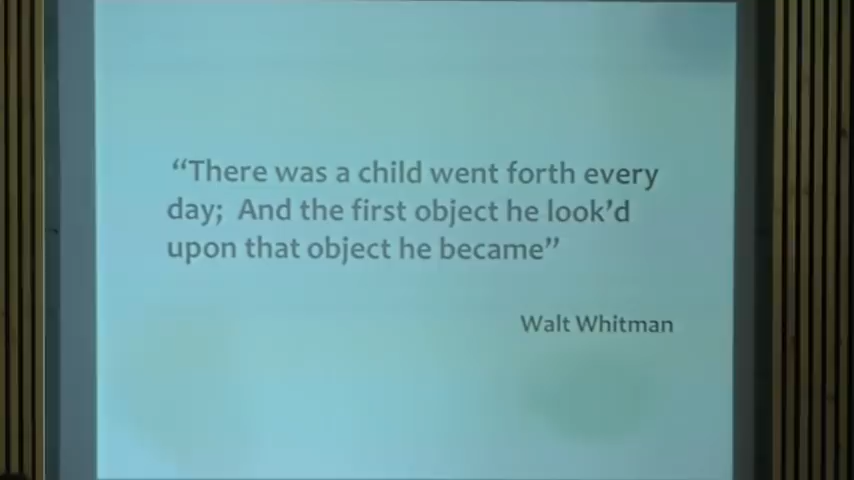 “There was a child went forth every
day;  And the first object he look’d
upon that object he became”
Walt Whitman